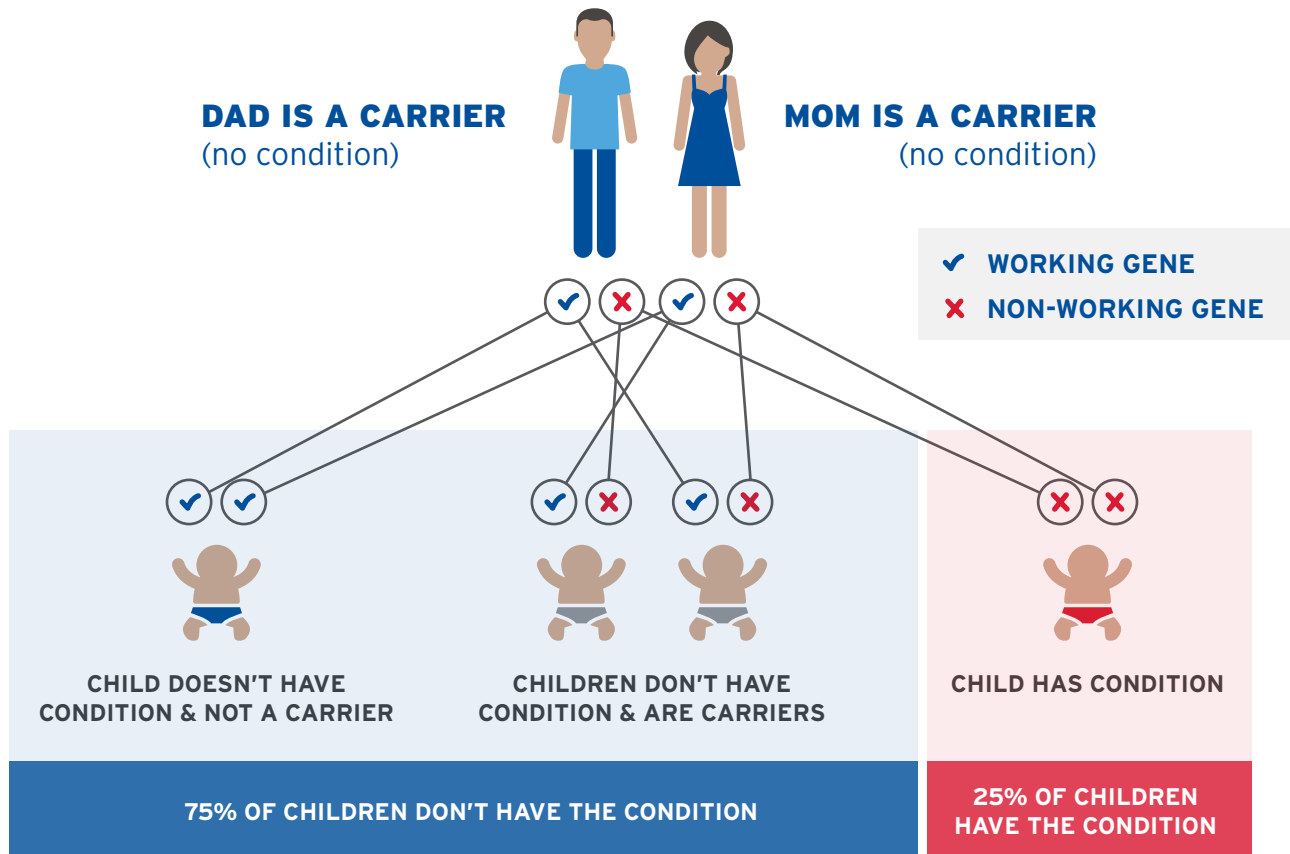 DAD IS A CARRIER
(no condition)
MOM IS A CARRIER
(no condition)
WORKING GENE
NON-WORKING GENE
CHILD DOESN'T HAVE
CONDITION & NOT A CARRIER
CHILDREN DON'T HAVE
CONDITION & ARE CARRIERS
CHILD HAS CONDITION
75% OF CHILDREN DON'T HAVE THE CONDITION
25% OF CHILDREN
HAVE THE CONDITION